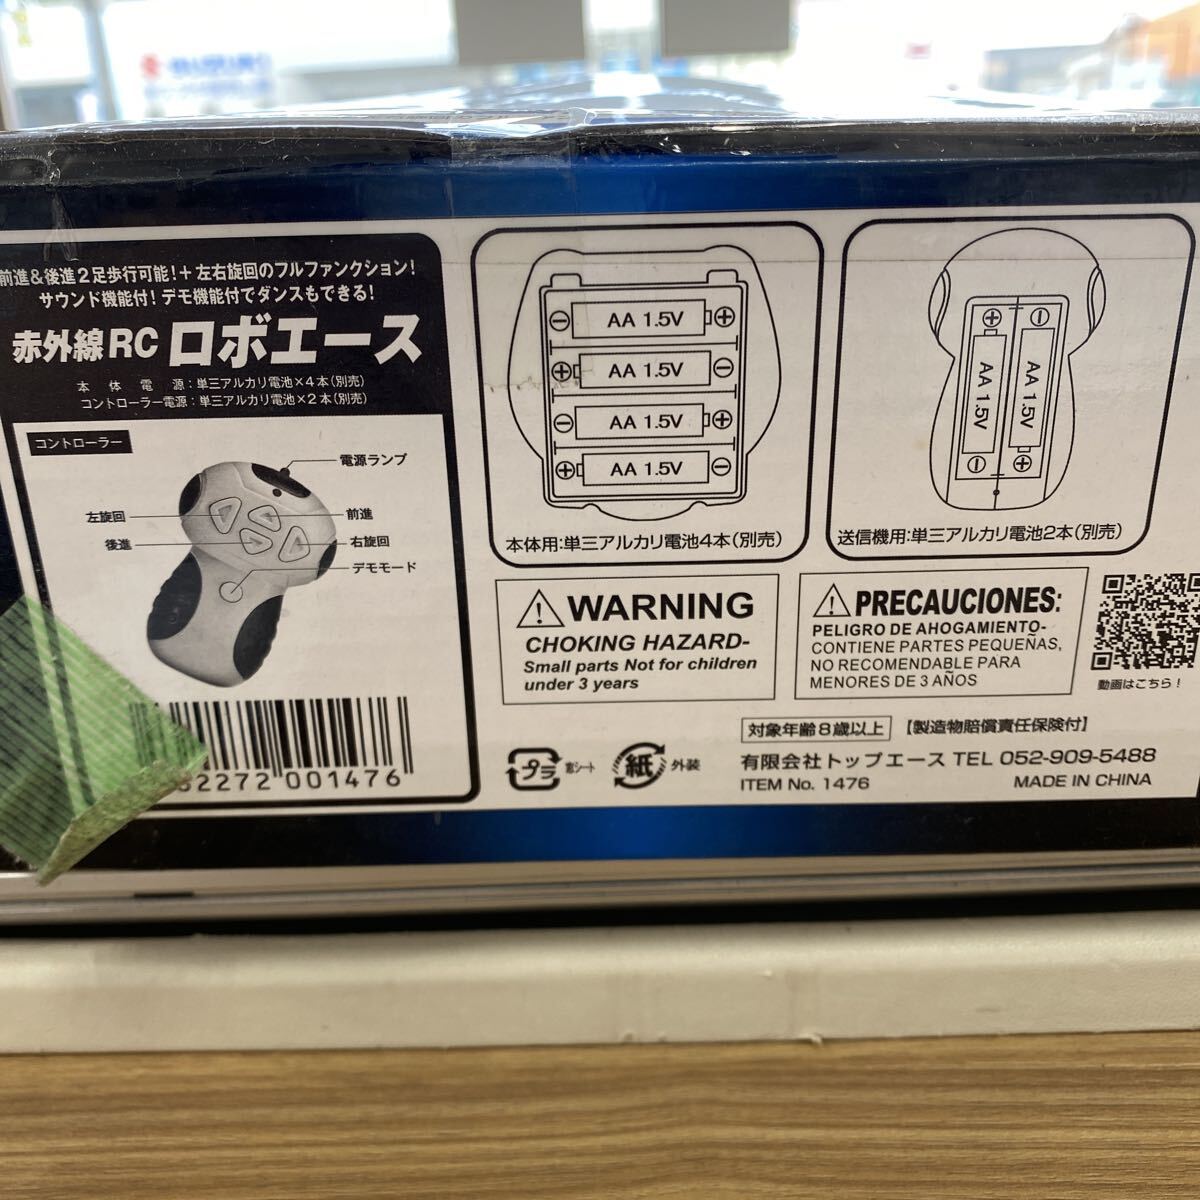 前進&後進2足歩行可能!+左右旋回のフルファンクション!
サウンド機能付!デモ機能付でダンスもできる!
赤外線RC ロボエース
本体電源:単三アルカリ電池×4本(別売)
コントローラー電源:単三アルカリ電池×2本(別売)
コントローラー
電源ランプ
左旋回
前進
後進
右旋回
デモモード
2272 001476
AA 1.5V
AA 1.5V
AA 1.5V
AA 1.5V
本体用:単三アルカリ電池4本(別売)
AA 1.5V
AA 1.5V
送信機用:単三アルカリ電池2本(別売)
WARNING
CHOKING HAZARD-
Small parts Not for children
under 3 years
PRECAUCIONES:
PELIGRO DE AHOGAMIENTO-
CONTIENE PARTES PEQUEÑAS,
NO RECOMENDABLE PARA
MENORES DE 3 AÑOS
動画はこちら!
対象年齢8歳以上 【製造物賠償責任保険付】
プラ 窓シート
紙 外装
有限会社トップエース TEL 052-909-5488
ITEM No. 1476 MADE IN CHINA